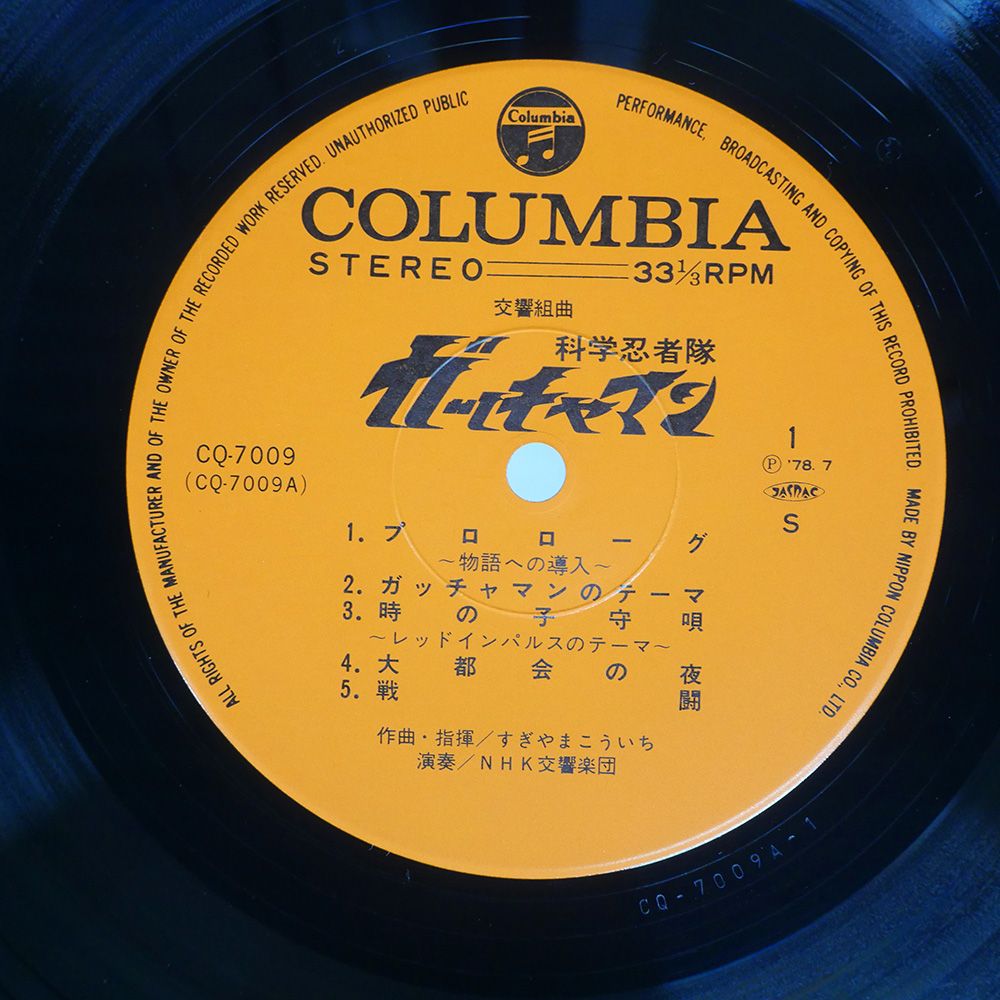 Columbia
ALL RIGHTS OF THE MANUFACTURER AND OF THE OWNER OF THE RECORDED WORK RESERVED. UNAUTHORIZED PUBLIC PERFORMANCE, BROADCASTING AND COPYING OF THIS RECORD PROHIBITED. MADE BY NIPPON COLUMBIA CO., LTD.
COLUMBIA
STEREO 33⅓RPM
交響組曲
科学忍者隊
ガッチャマン
CQ-7009
(CQ-7009A)
1
Ⓟ '78.7
JASRAC
S
1. プロローグ
～物語への導入～
2. ガッチャマンのテーマ
3. 時の子守唄
～レッドインパルスのテーマ～
4. 大都会の夜
5. 戦闘
作曲・指揮／すぎやまこういち
演奏／NHK交響楽団
CQ-7009A-1